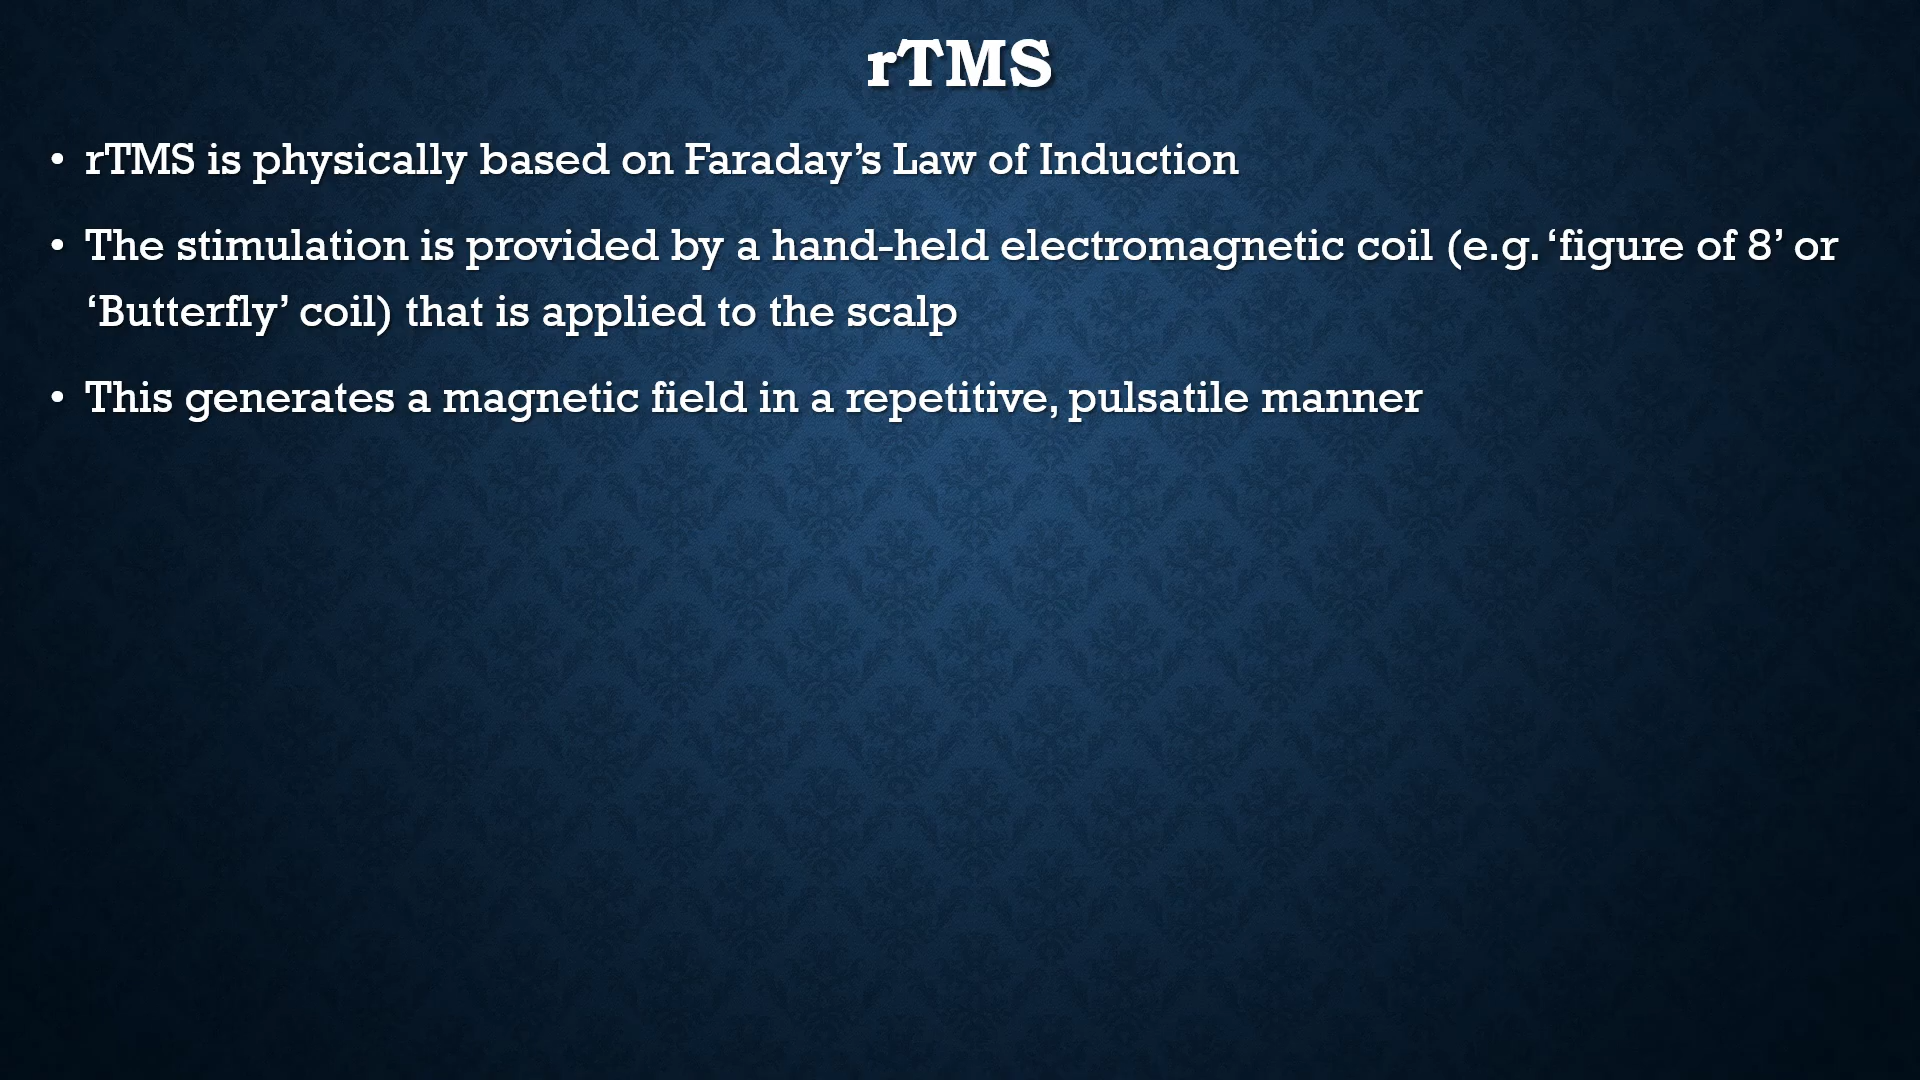 rTMS
• rTMS is physically based on Faraday’s Law of Induction
• The stimulation is provided by a hand-held electromagnetic coil (e.g. ‘figure of 8’ or
‘Butterfly’ coil) that is applied to the scalp
• This generates a magnetic field in a repetitive, pulsatile manner